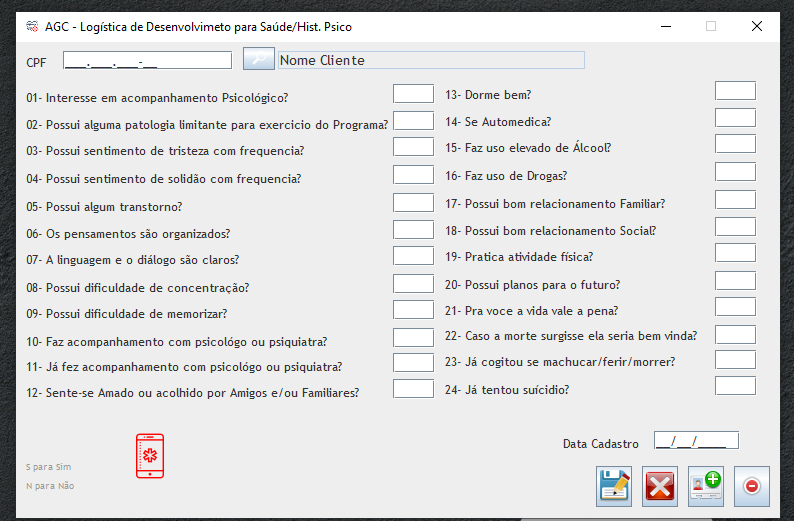 AGC - Logística de Desenvolvimeto para Saúde/Hist. Psico
CPF ___.___.___-__ Nome Cliente
01- Interesse em acompanhamento Psicológico?
02- Possui alguma patologia limitante para exercicio do Programa?
03- Possui sentimento de tristeza com frequencia?
04- Possui sentimento de solidão com frequencia?
05- Possui algum transtorno?
06- Os pensamentos são organizados?
07- A linguagem e o diálogo são claros?
08- Possui dificuldade de concentração?
09- Possui dificuldade de memorizar?
10- Faz acompanhamento com psicológo ou psiquiatra?
11- Já fez acompanhamento com psicológo ou psiquiatra?
12- Sente-se Amado ou acolhido por Amigos e/ou Familiares?
13- Dorme bem?
14- Se Automedica?
15- Faz uso elevado de Álcool?
16- Faz uso de Drogas?
17- Possui bom relacionamento Familiar?
18- Possui bom relacionamento Social?
19- Pratica atividade física?
20- Possui planos para o futuro?
21- Pra voce a vida vale a pena?
22- Caso a morte surgisse ela seria bem vinda?
23- Já cogitou se machucar/ferir/morrer?
24- Já tentou suícidio?
Data Cadastro __/__/____
S para Sim
N para Não